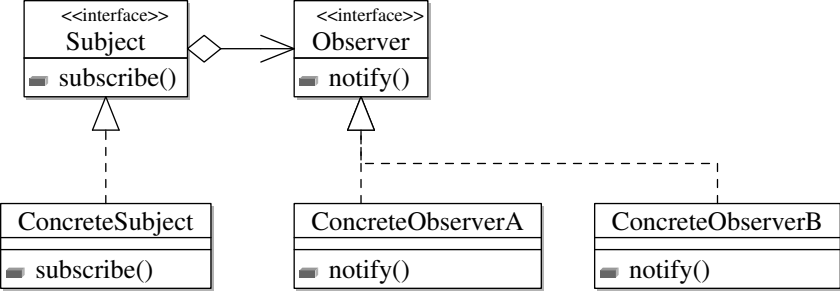 <<interface>>
Subject
subscribe()
<<interface>>
Observer
notify()
ConcreteSubject
subscribe()
ConcreteObserverA
notify()
ConcreteObserverB
notify()